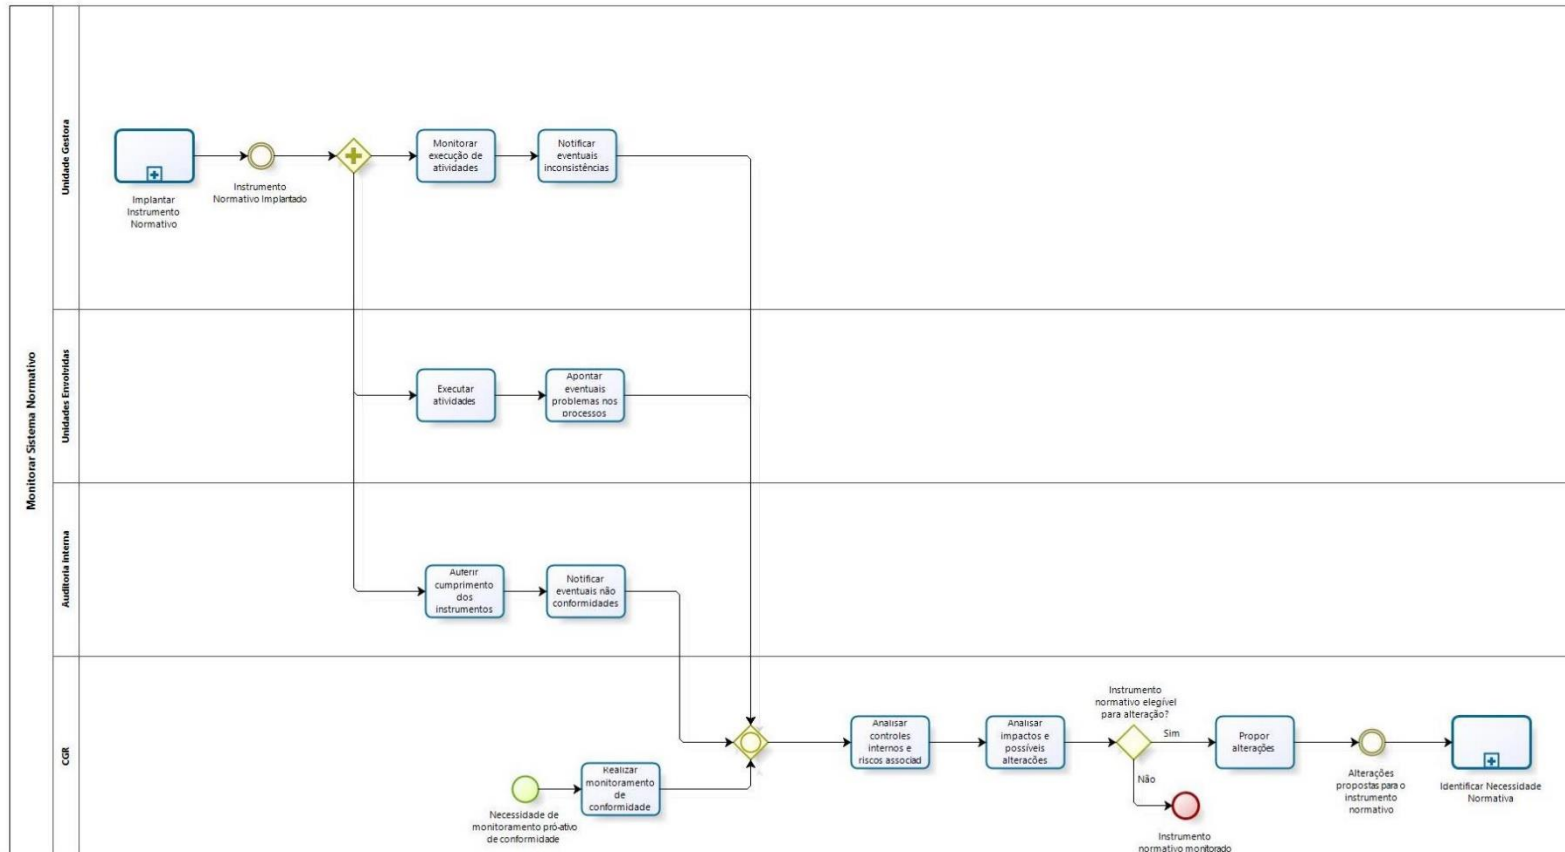 Monitorar Sistema Normativo
Unidade Gestora
Implantar
Instrumento
Normativo
Instrumento
Normativo Implantado
Monitorar
execução de
atividades
Notificar
eventuais
inconsistências
Unidades Envolvidas
Executar
atividades
Apontar
eventuais
problemas nos
processos
Auditoria interna
Auferir
cumprimento
dos
instrumentos
Notificar
eventuais não
conformidades
CGR
Necessidade de
monitoramento pró-ativo
de conformidade
Realizar
monitoramento
de
conformidade
Analisar
controles
internos e
riscos associad
Analisar
impactos e
possíveis
alterações
Instrumento
normativo elegível
para alteração?
Sim
Não
Instrumento
normativo monitorado
Propor
alterações
Alterações
propostas para o
instrumento
normativo
Identificar Necessidade
Normativa